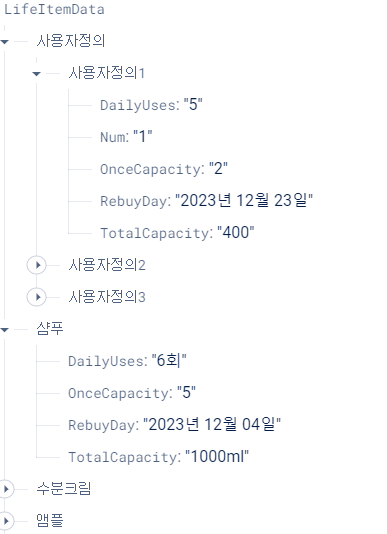 LifeItemData
사용자정의
사용자정의1
DailyUses: "5"
Num: "1"
OnceCapacity: "2"
RebuyDay: "2023년 12월 23일"
TotalCapacity: "400"
사용자정의2
사용자정의3
샴푸
DailyUses: "6회"
OnceCapacity: "5"
RebuyDay: "2023년 12월 04일"
TotalCapacity: "1000ml"
수분크림
앰플